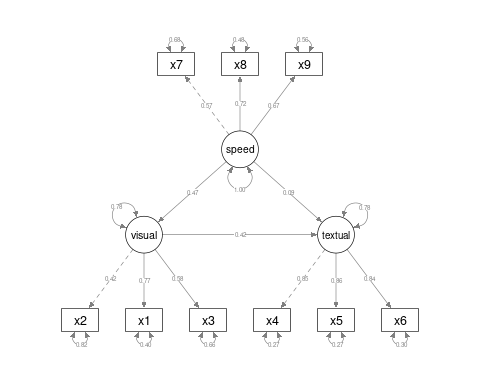 0.68 0.48 0.56
x7 x8 x9
0.57 0.72 0.67
speed
1.00
0.47 0.09
0.78 0.78
visual 0.42 textual
0.42 0.77 0.58 0.85 0.86 0.84
x2 x1 x3 x4 x5 x6
0.82 0.40 0.66 0.27 0.27 0.30